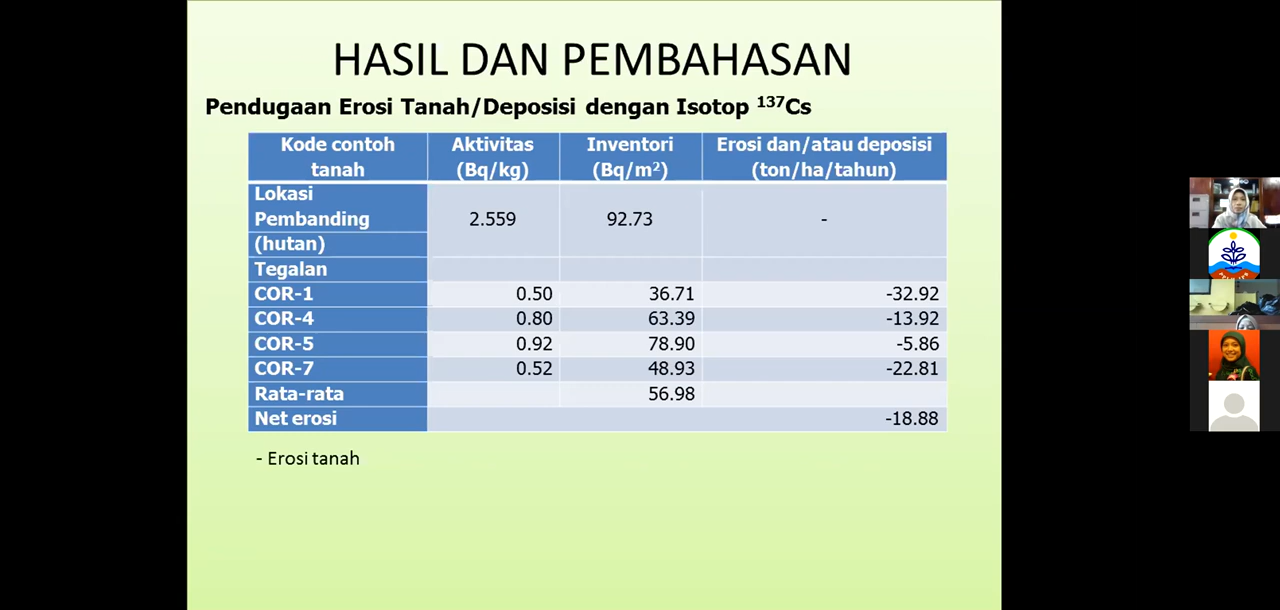 HASIL DAN PEMBAHASAN
Pendugaan Erosi Tanah/Deposisi dengan Isotop ¹³⁷Cs
Kode contoh tanah Aktivitas (Bq/kg) Inventori (Bq/m²) Erosi dan/atau deposisi (ton/ha/tahun)
Lokasi
Pembanding 2.559 92.73 -
(hutan)
Tegalan
COR-1 0.50 36.71 -32.92
COR-4 0.80 63.39 -13.92
COR-5 0.92 78.90 -5.86
COR-7 0.52 48.93 -22.81
Rata-rata 56.98
Net erosi -18.88
- Erosi tanah